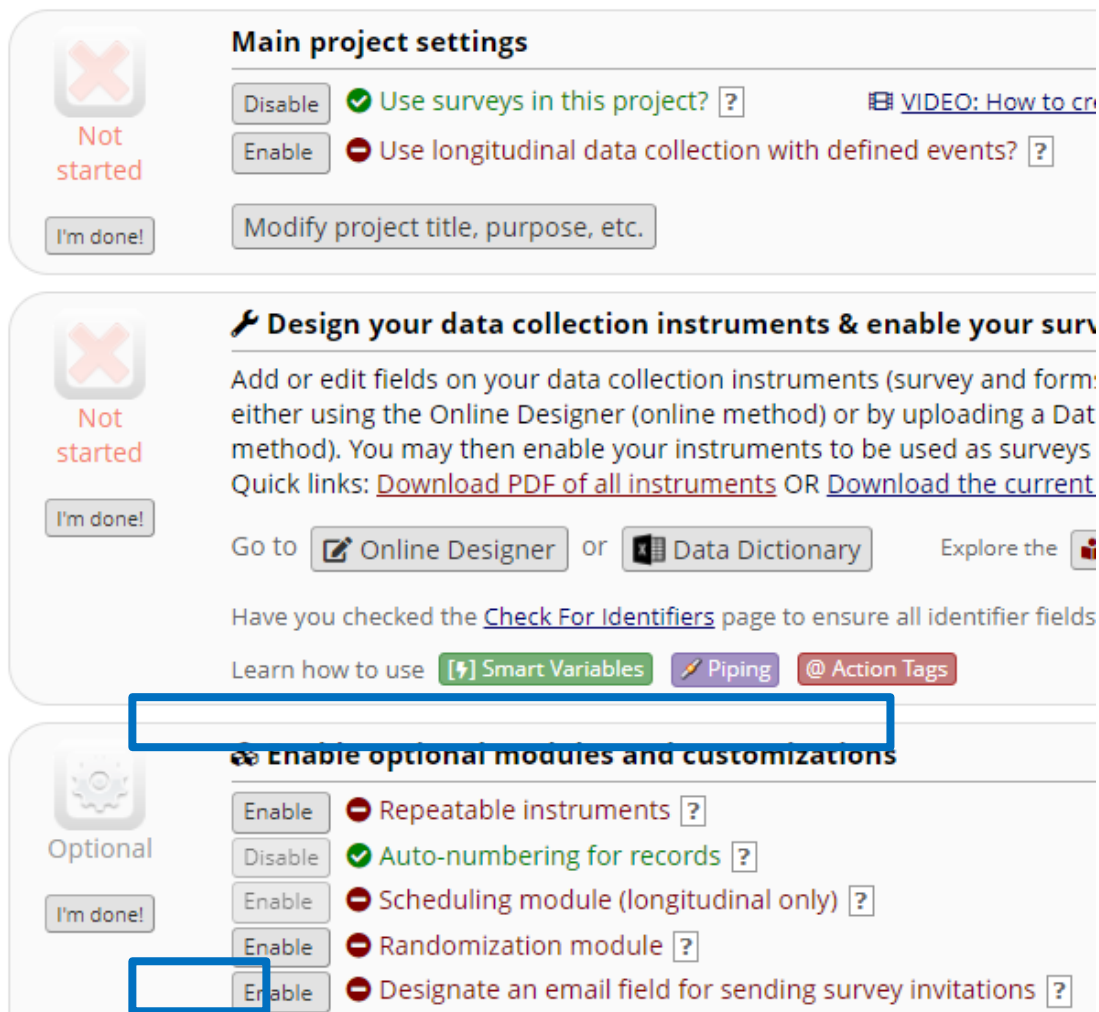 Main project settings
Disable Use surveys in this project? ? VIDEO: How to cre
Not started
Enable Use longitudinal data collection with defined events? ?
I'm done!
Modify project title, purpose, etc.
Design your data collection instruments & enable your surv
Not started
Add or edit fields on your data collection instruments (survey and forms
either using the Online Designer (online method) or by uploading a Dat
method). You may then enable your instruments to be used as surveys
Quick links: Download PDF of all instruments OR Download the current
I'm done!
Go to Online Designer or Data Dictionary Explore the
Have you checked the Check For Identifiers page to ensure all identifier fields
Learn how to use [ ] Smart Variables Piping @ Action Tags
Enable optional modules and customizations
Optional
Enable Repeatable instruments ?
Disable Auto-numbering for records ?
I'm done!
Enable Scheduling module (longitudinal only) ?
Enable Randomization module ?
Enable Designate an email field for sending survey invitations ?